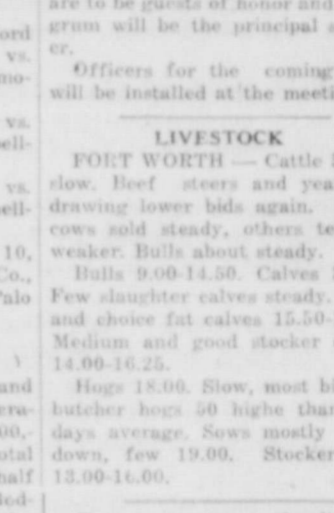 ord
vs.
mo-
vs.
ell-
vs.
ell-
10,
Co.,
Palo
and
era-
00,-
otal
half
led-
are to be guests of honor and
grum will be the principal s
er.
Officers for the coming
will be installed at the meeti
LIVESTOCK
FORT WORTH — Cattle
slow. Beef steers and yea
drawing lower bids again.
cows sold steady, others te
weaker. Bulls about steady.
Bulls 9.00-14.50. Calves
Few slaughter calves steady.
and choice fat calves 15.50-
Medium and good stocker
14.00-16.25.
Hogs 18.00. Slow, most bi
butcher hogs 50 highe than
days average. Sows mostly
down, few 19.00. Stocker
13.00-16.00.